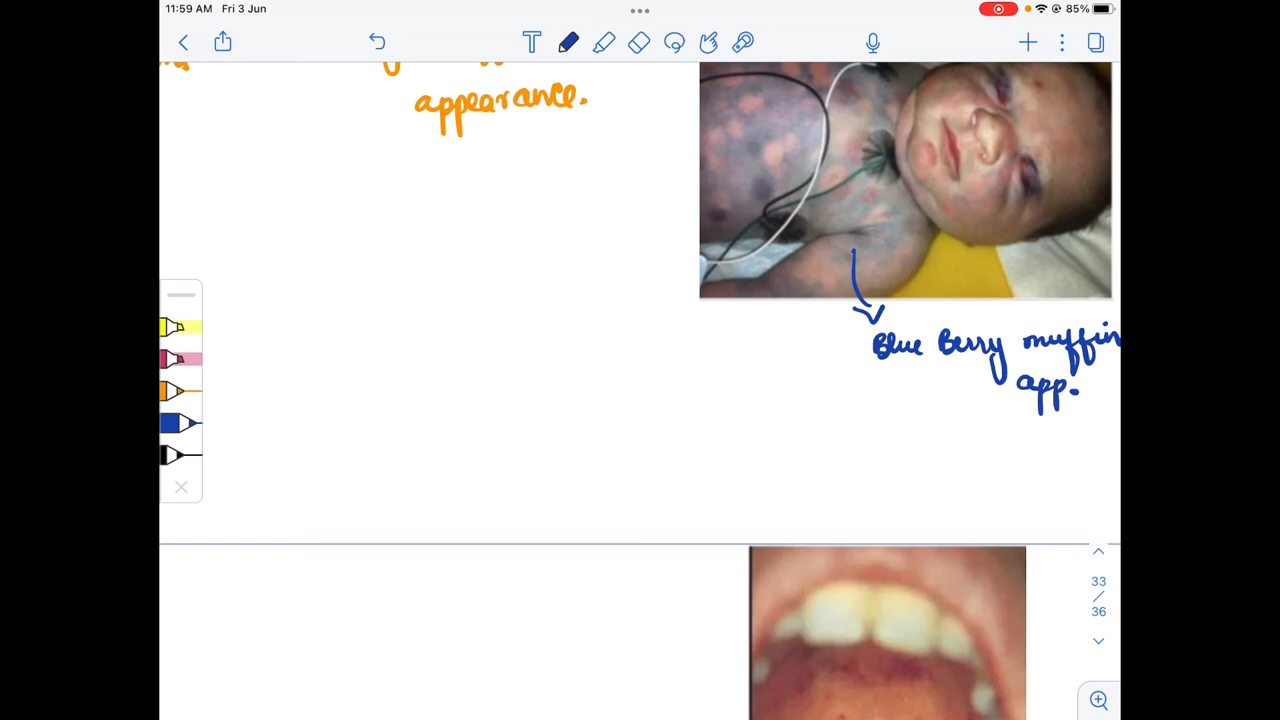 11:59 AM Fri 3 Jun
85%
T
appearance.
Blue Berry muffin
app.
33
/
36